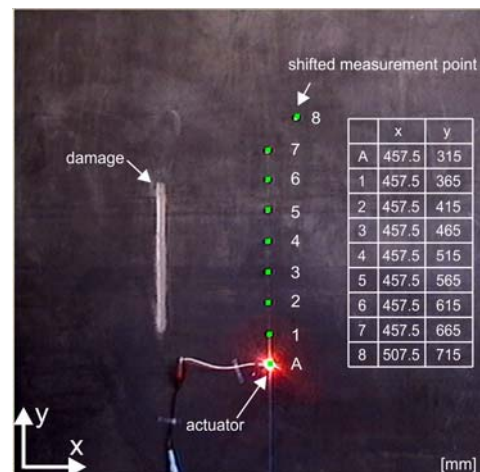 shifted measurement point
8
7
damage
6
5
4
3
2
1
A
actuator
y
x
[mm]
x y
A 457.5 315
1 457.5 365
2 457.5 415
3 457.5 465
4 457.5 515
5 457.5 565
6 457.5 615
7 457.5 665
8 507.5 715